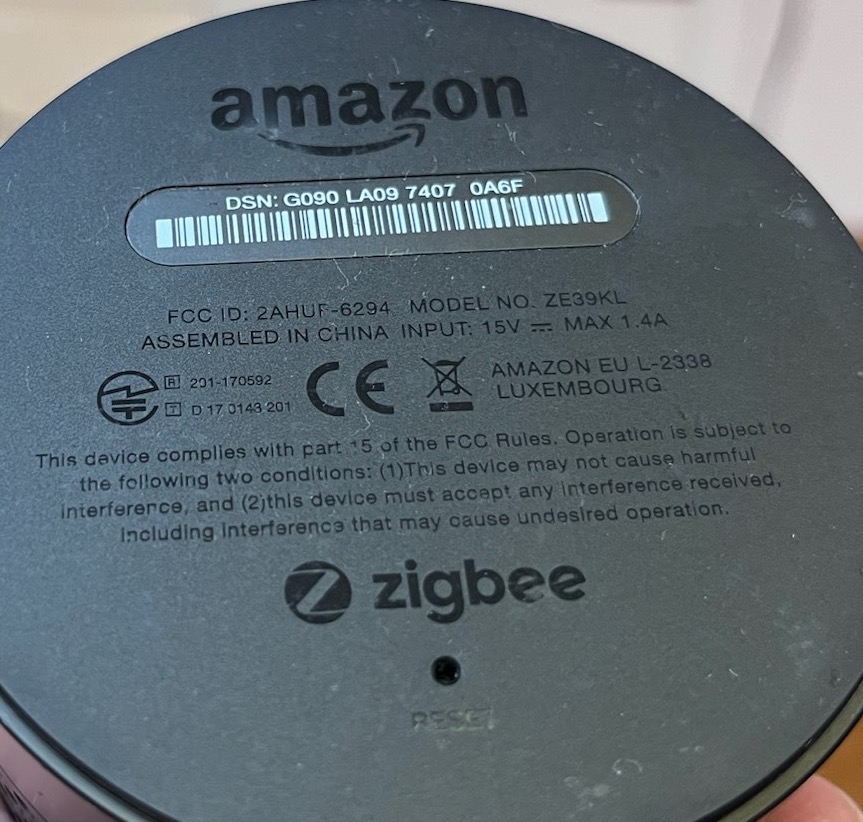 amazon
DSN: G090 LA09 7407 0A6F
FCC ID: 2AHUF-6294 MODEL NO. ZE39KL
ASSEMBLED IN CHINA INPUT: 15V ⎓ MAX 1.4A
R 201-170592
T D 17 0143 201
CE
AMAZON EU L-2338
LUXEMBOURG
This device complies with part 15 of the FCC Rules. Operation is subject to
the following two conditions: (1)This device may not cause harmful
interference, and (2)this device must accept any interference received,
including interference that may cause undesired operation.
zigbee
RESET